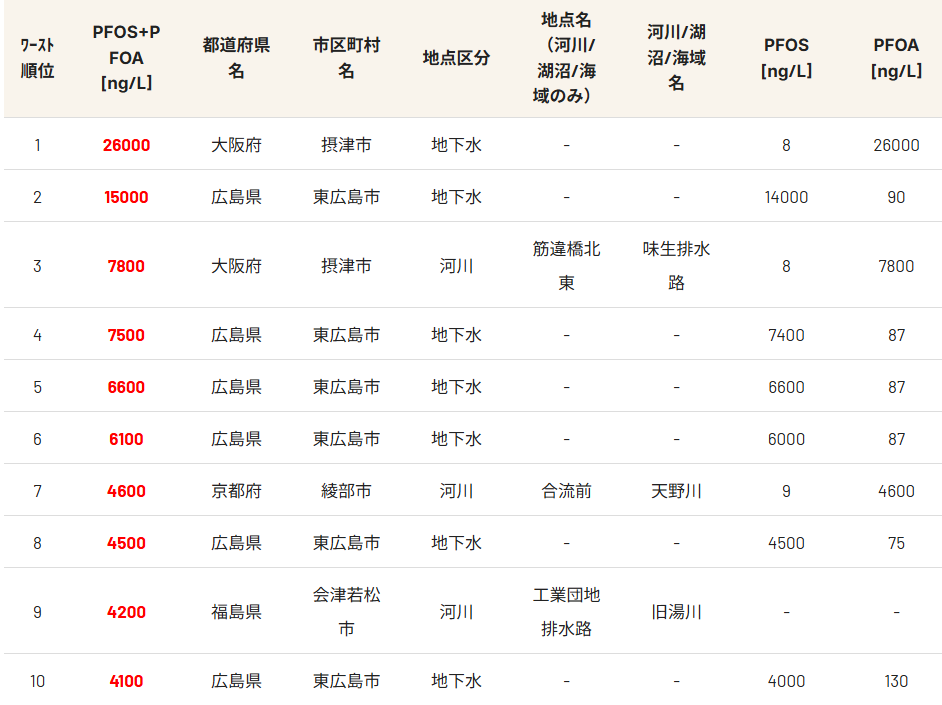 ﾜｰｽﾄ順位 PFOS+PFOA [ng/L] 都道府県名 市区町村名 地点区分 地点名（河川/湖沼/海域のみ） 河川/湖沼/海域名 PFOS [ng/L] PFOA [ng/L]
1 26000 大阪府 摂津市 地下水 - - 8 26000
2 15000 広島県 東広島市 地下水 - - 14000 90
3 7800 大阪府 摂津市 河川 筋違橋北東 味生排水路 8 7800
4 7500 広島県 東広島市 地下水 - - 7400 87
5 6600 広島県 東広島市 地下水 - - 6600 87
6 6100 広島県 東広島市 地下水 - - 6000 87
7 4600 京都府 綾部市 河川 合流前 天野川 9 4600
8 4500 広島県 東広島市 地下水 - - 4500 75
9 4200 福島県 会津若松市 河川 工業団地排水路 旧湯川 - -
10 4100 広島県 東広島市 地下水 - - 4000 130